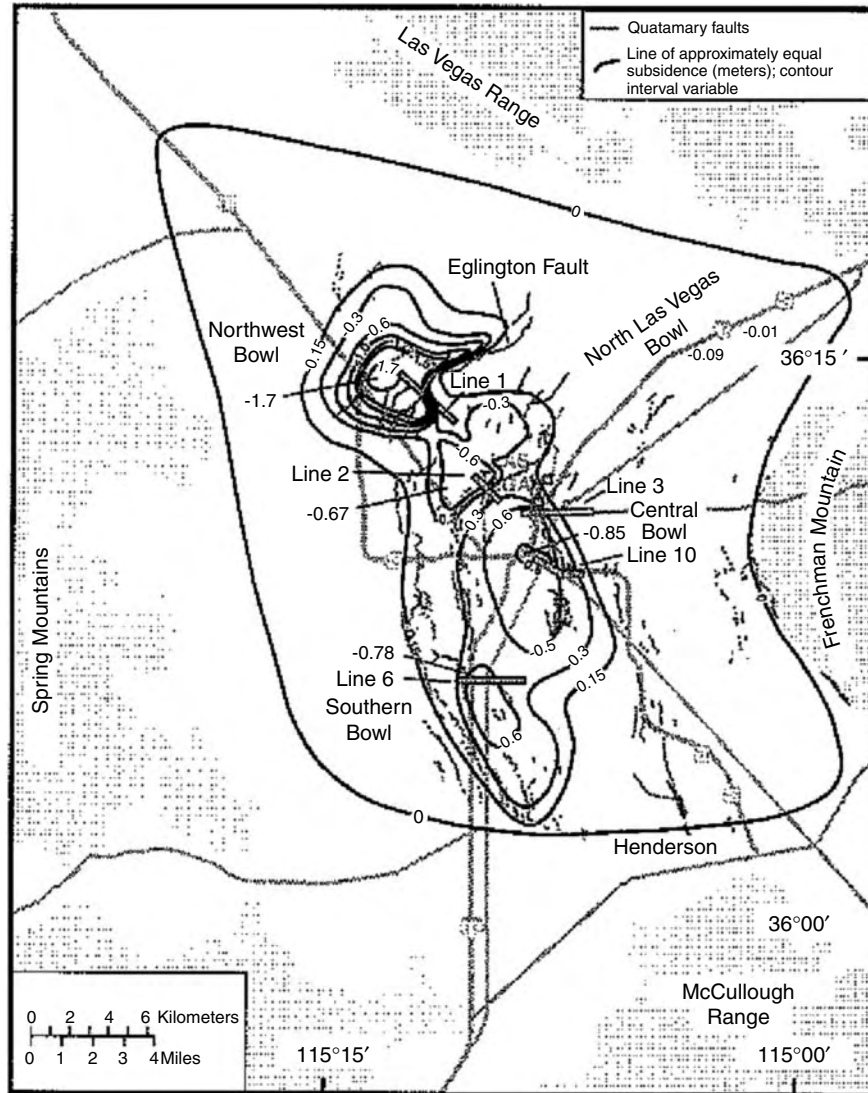 Quatamary faults
Line of approximately equal
subsidence (meters); contour
interval variable
Las Vegas
Range
0
Eglington Fault
North Las Vegas
Bowl
-0.01
-0.09
36°15′
-0.3
-0.6
-0.15
Northwest
Bowl
1.7
-1.7
Line 1
-0.3
-0.6
Line 2
-0.67
Line 3
Central
Bowl
-0.3
-0.6
-0.85
Line 10
Frenchman Mountain
Spring Mountains
-0.78
-0.5
0.3
0.15
Line 6
Southern
Bowl
-0.6
0
Henderson
36°00′
McCullough
Range
0 2 4 6 Kilometers
0 1 2 3 4 Miles
115°15′
115°00′